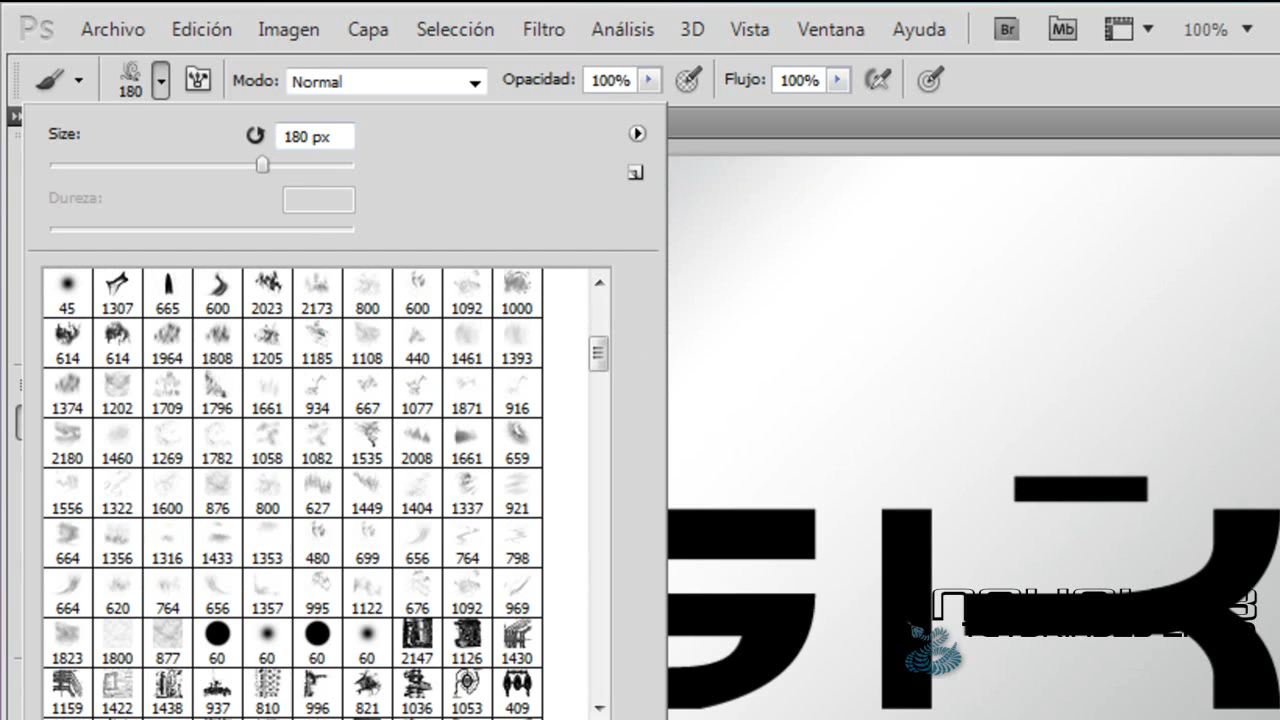 Ps Archivo Edición Imagen Capa Selección Filtro Análisis 3D Vista Ventana Ayuda Br Mb 100%
180 Modo: Normal Opacidad: 100% Flujo: 100%
Size: 180 px
Dureza:
45 1307 665 600 2023 2173 800 600 1092 1000
614 614 1964 1808 1205 1185 1108 440 1461 1393
1374 1202 1709 1796 1661 934 667 1077 1871 916
2180 1460 1269 1782 1058 1082 1535 2008 1661 659
1556 1322 1600 876 800 627 1449 1404 1337 921
664 1356 1316 1433 1353 480 699 656 764 798
664 620 764 656 1357 995 1122 676 1092 969
1823 1800 877 60 60 60 60 2147 1126 1430
1159 1422 1438 937 810 996 821 1036 1053 409